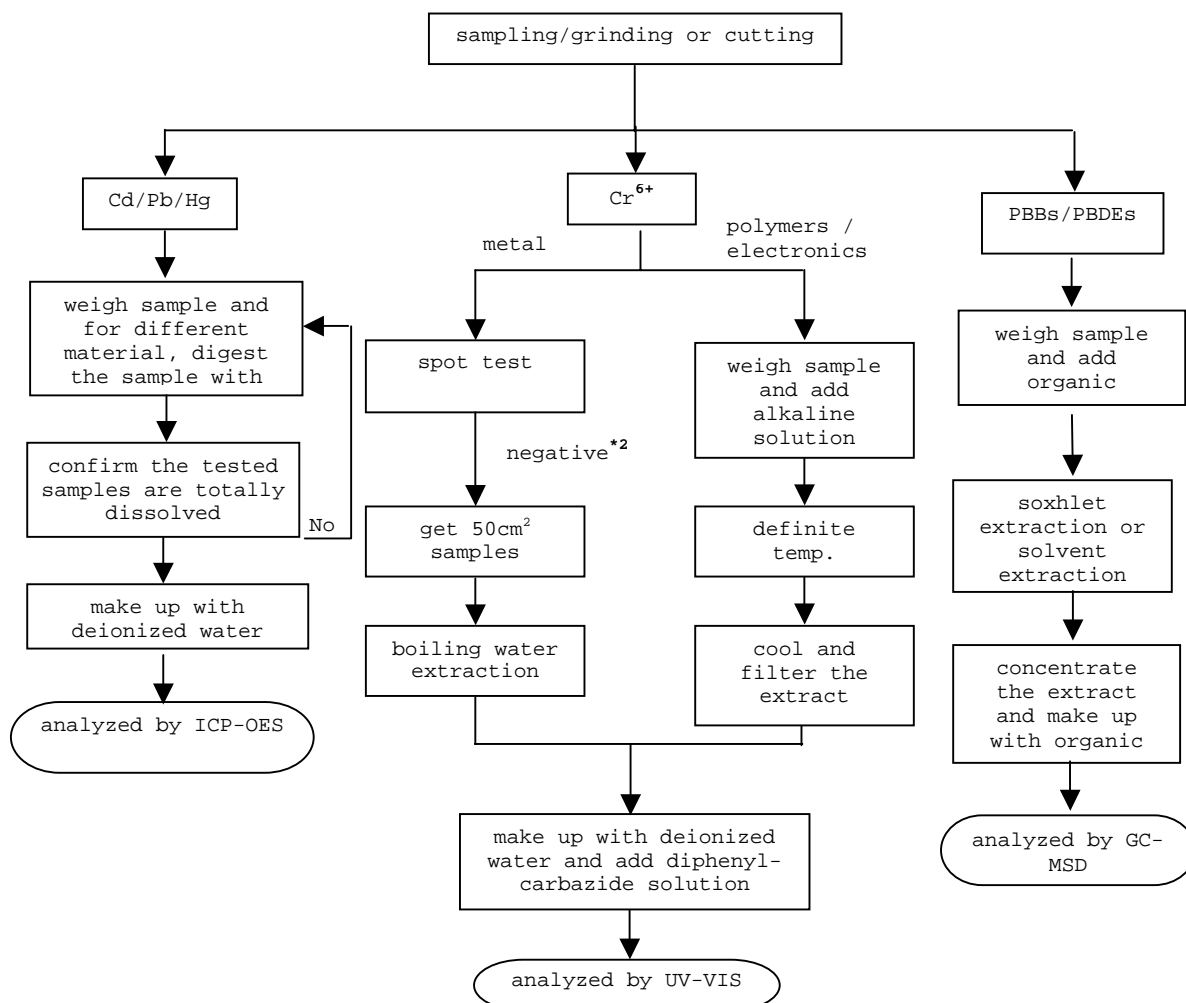 sampling/grinding or cutting
Cd/Pb/Hg
weigh sample and
for different
material, digest
the sample with
confirm the tested
samples are totally
dissolved
No
make up with
deionized water
analyzed by ICP-OES
Cr⁶⁺
metal
spot test
negative*²
get 50cm²
samples
boiling water
extraction
polymers /
electronics
weigh sample
and add
alkaline
solution
definite
temp.
cool and
filter the
extract
make up with deionized
water and add diphenyl-
carbazide solution
analyzed by UV-VIS
PBBs/PBDEs
weigh sample
and add
organic
soxhlet
extraction or
solvent
extraction
concentrate
the extract
and make up
with organic
analyzed by GC-
MSD